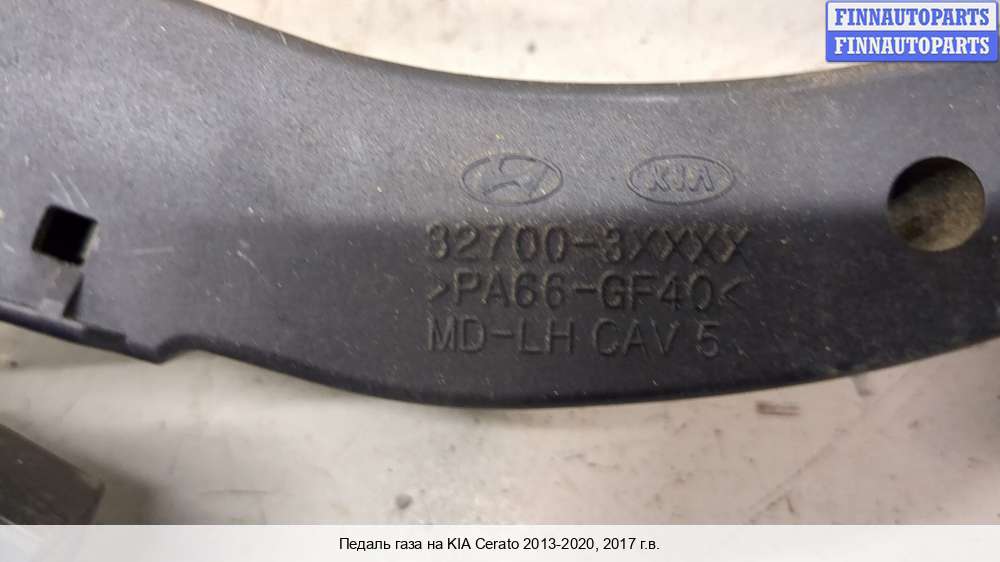 FINNAUTOPARTS
FINNAUTOPARTS
KIA
32700-3XXXX
>PA66-GF40<
MD-LH CAV 5
Педаль газа на KIA Cerato 2013-2020, 2017 г.в.